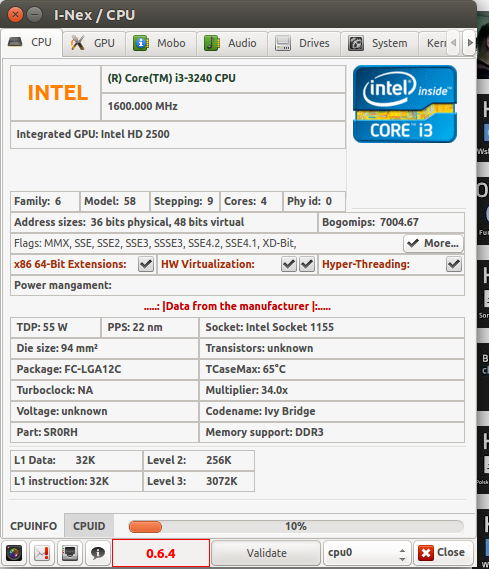 I-Nex / CPU
CPU GPU Mobo Audio Drives System Kern
INTEL
(R) Core(TM) i3-3240 CPU
1600.000 MHz
Integrated GPU: Intel HD 2500
intel inside™
CORE™ i3
Family: 6 Model: 58 Stepping: 9 Cores: 4 Phy id: 0
Address sizes: 36 bits physical, 48 bits virtual Bogomips: 7004.67
Flags: MMX, SSE, SSE2, SSE3, SSSE3, SSE4.2, SSE4.1, XD-Bit, More...
x86 64-Bit Extensions: HW Virtualization: Hyper-Threading:
Power mangament:
.....: |Data from the manufacturer |:.....
TDP: 55 W PPS: 22 nm Socket: Intel Socket 1155
Die size: 94 mm² Transistors: unknown
Package: FC-LGA12C TCaseMax: 65°C
Turboclock: NA Multiplier: 34.0x
Voltage: unknown Codename: Ivy Bridge
Part: SR0RH Memory support: DDR3
L1 Data: 32K Level 2: 256K
L1 instruction: 32K Level 3: 3072K
CPUINFO CPUID 10%
0.6.4 Validate cpu0 Close